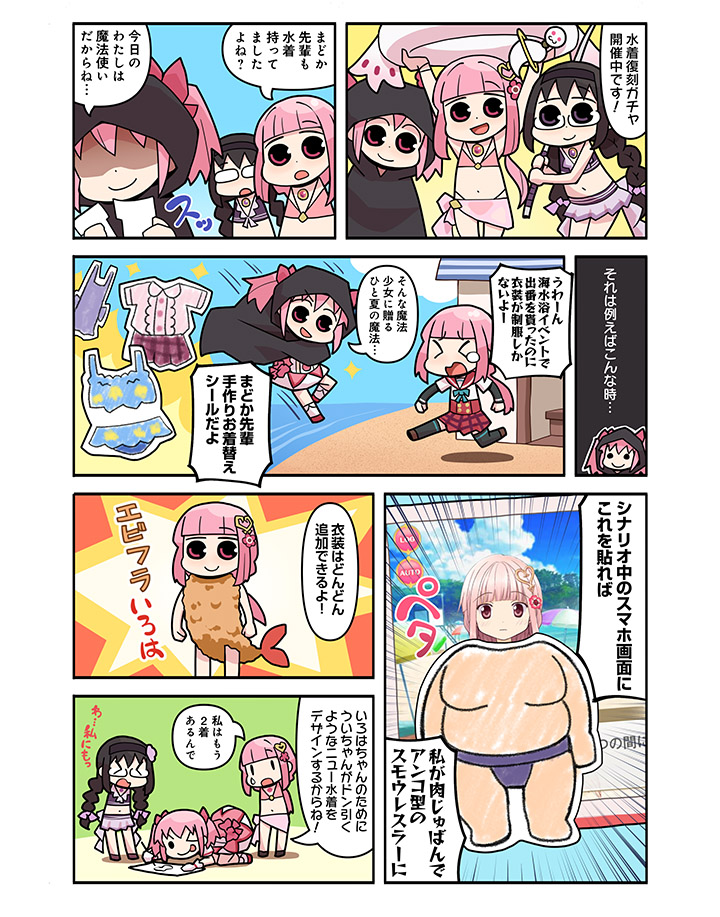 水着復刻ガチャ
開催中です！
まどか
先輩も
水着
持って
ました
よね？
今日の
わたしは
魔法使い
だからね…
スッ
それは例えばこんな時…
うわーん
海水浴イベントで
出番を貰ったのに
衣装が制服しか
ないよー
そんな魔法
少女に贈る
ひと夏の魔法…
まどか先輩
手作りお着替え
シールだよ
シナリオ中のスマホ画面に
これを貼れば
LOG
AUTO
ペタ
つの間に
私が肉じゅばんで
アンコ型の
スモウレスラーに
衣装はどんどん
追加できるよ！
エビフラいろは
いろはちゃんのために
ういちゃんがドン引く
ようなニュー水着を
デザインするからね！
私はもう
２着
あるんで
わ…私にもっ